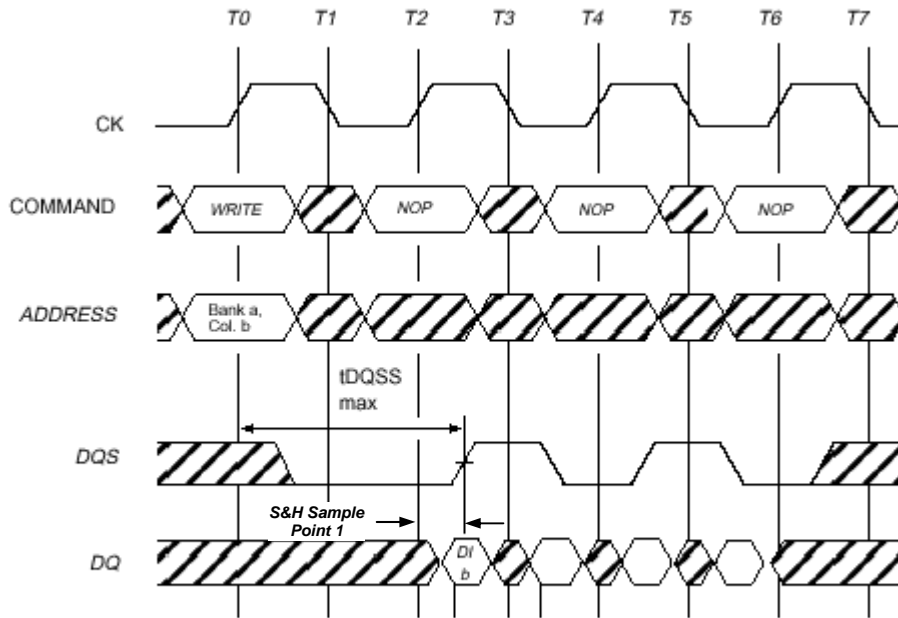 T0 T1 T2 T3 T4 T5 T6 T7
CK
COMMAND WRITE NOP NOP NOP
ADDRESS Bank a,
Col. b
tDQSS
max
DQS
S&H Sample
Point 1
DQ DI
b